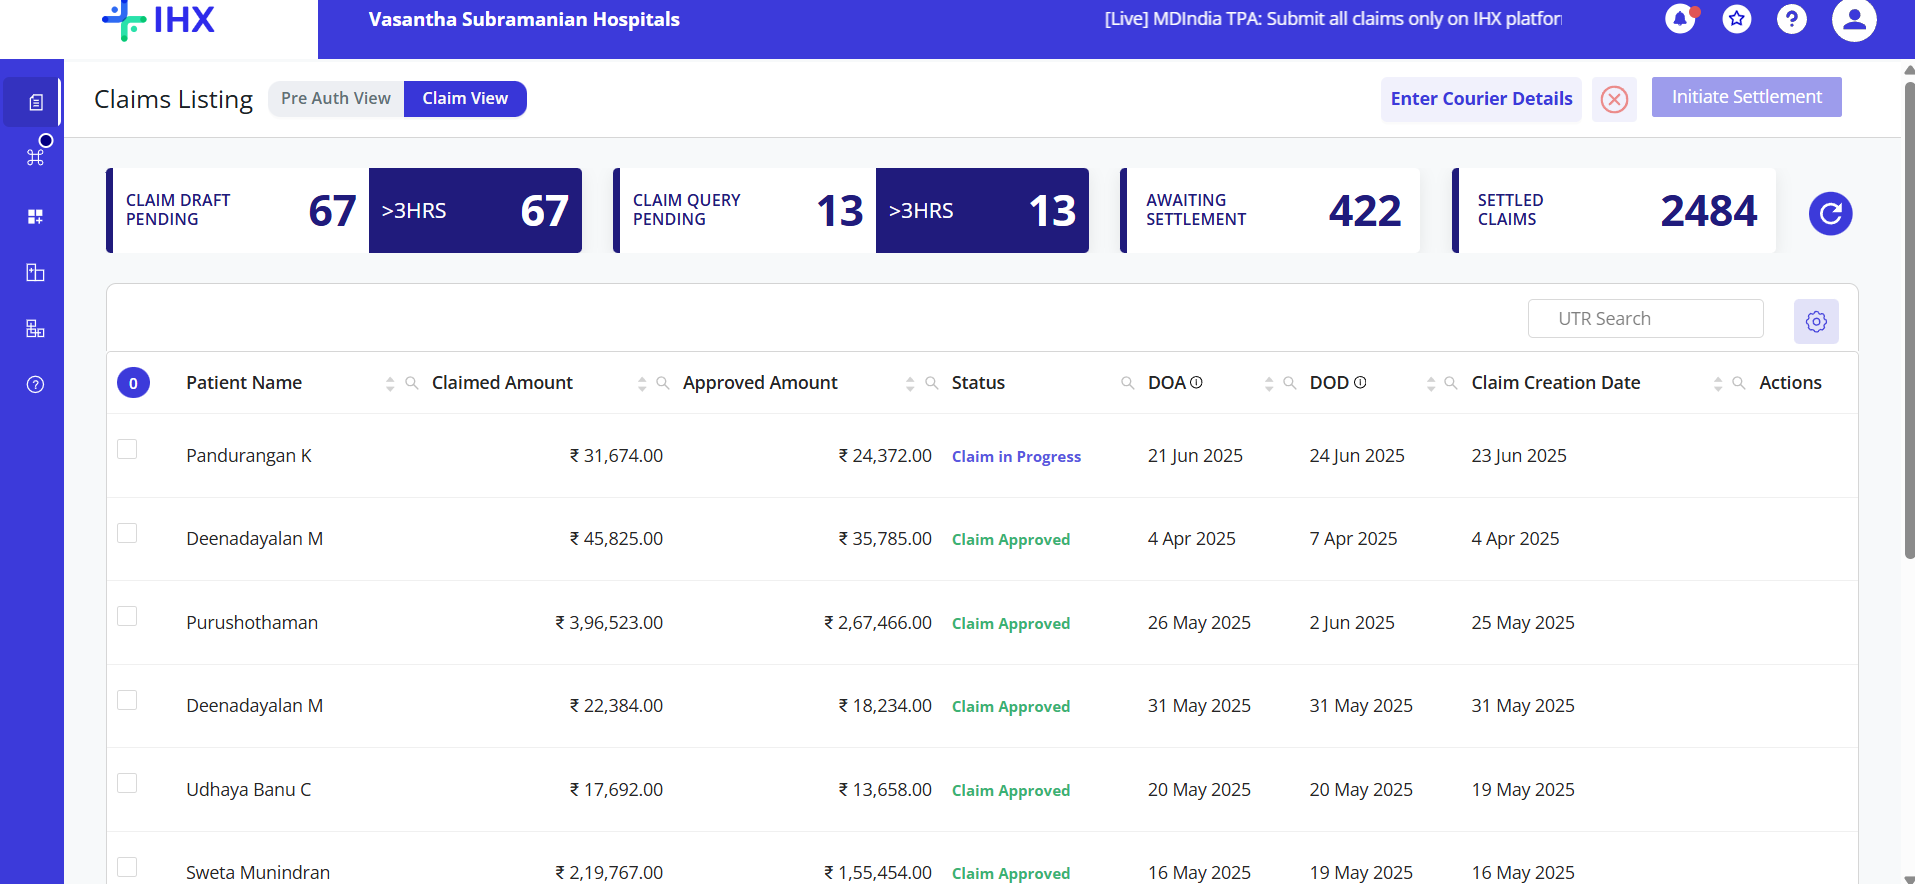 IHX
Vasantha Subramanian Hospitals
[Live] MDIndia TPA: Submit all claims only on IHX
Claims Listing
Pre Auth View
Claim View
Enter Courier Details
Initiate Settlement
CLAIM DRAFT
PENDING
67
>3HRS
67
CLAIM QUERY
PENDING
13
>3HRS
13
AWAITING
SETTLEMENT
422
SETTLED
CLAIMS
2484
UTR Search
0 Patient Name Claimed Amount Approved Amount Status DOA DOD Claim Creation Date Actions
Pandurangan K ₹ 31,674.00 ₹ 24,372.00 Claim in Progress 21 Jun 2025 24 Jun 2025 23 Jun 2025
Deenadayalan M ₹ 45,825.00 ₹ 35,785.00 Claim Approved 4 Apr 2025 7 Apr 2025 4 Apr 2025
Purushothaman ₹ 3,96,523.00 ₹ 2,67,466.00 Claim Approved 26 May 2025 2 Jun 2025 25 May 2025
Deenadayalan M ₹ 22,384.00 ₹ 18,234.00 Claim Approved 31 May 2025 31 May 2025 31 May 2025
Udhaya Banu C ₹ 17,692.00 ₹ 13,658.00 Claim Approved 20 May 2025 20 May 2025 19 May 2025
Sweta Munindran ₹ 2,19,767.00 ₹ 1,55,454.00 Claim Approved 16 May 2025 19 May 2025 16 May 2025